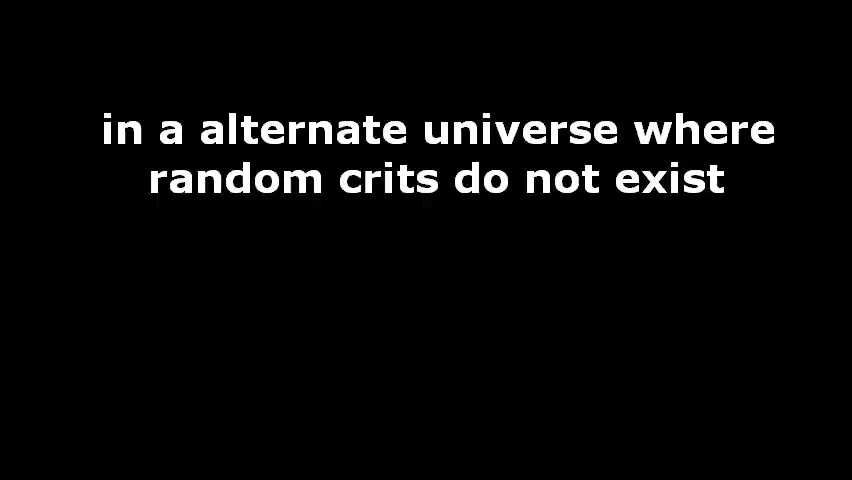 in a alternate universe where
random crits do not exist